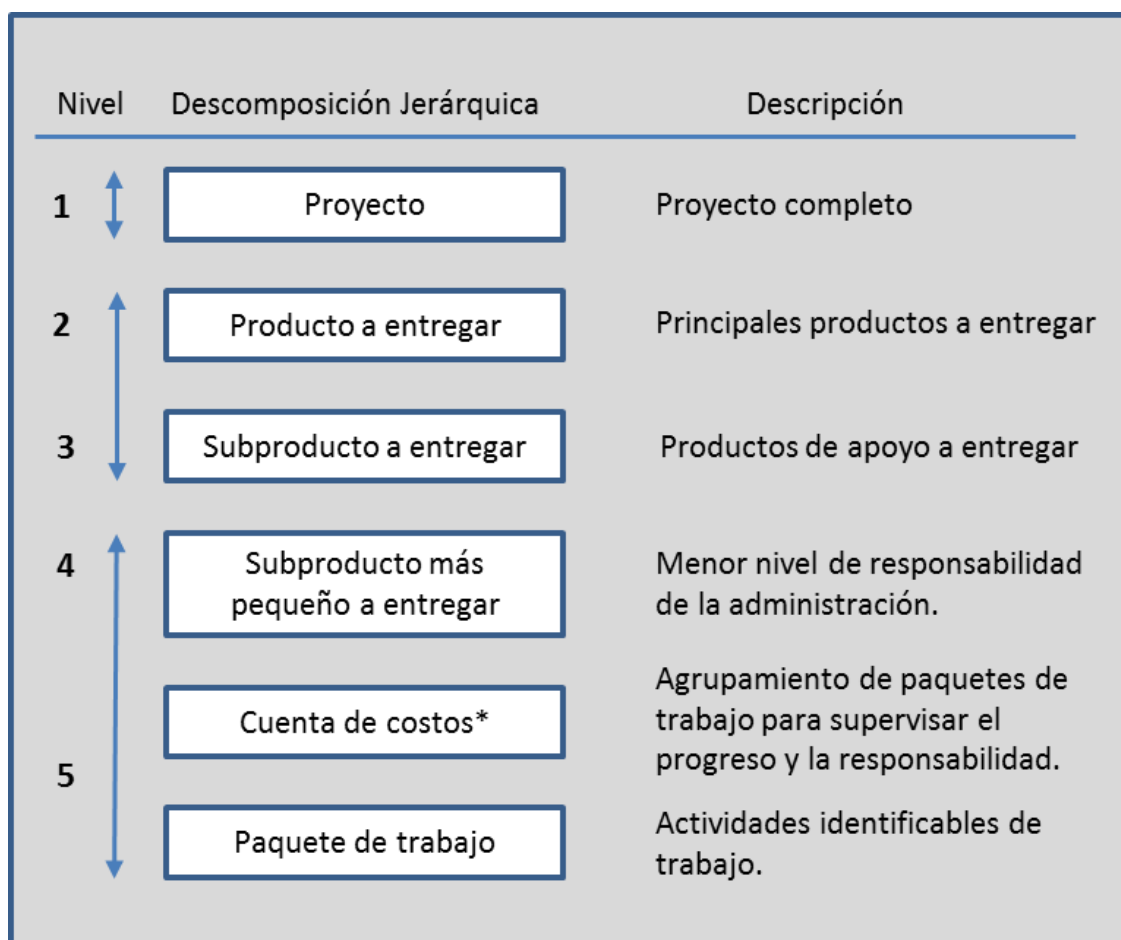 Nivel Descomposición Jerárquica Descripción
1 Proyecto Proyecto completo
2 Producto a entregar Principales productos a entregar
3 Subproducto a entregar Productos de apoyo a entregar
4 Subproducto más pequeño a entregar
Menor nivel de responsabilidad
de la administración.
Cuenta de costos*
Agrupamiento de paquetes de
trabajo para supervisar el
progreso y la responsabilidad.
5
Paquete de trabajo
Actividades identificables de
trabajo.